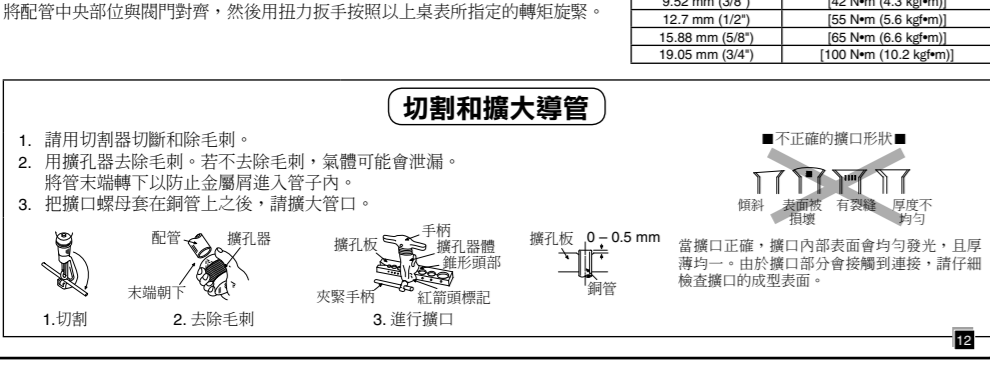 將配管中央部位與閥門對齊，然後用扭力扳手按照以上桌表所指定的轉矩旋緊。
9.52 mm (3/8") [42 N•m (4.3 kgf•m)]
12.7 mm (1/2") [55 N•m (5.6 kgf•m)]
15.88 mm (5/8") [65 N•m (6.6 kgf•m)]
19.05 mm (3/4") [100 N•m (10.2 kgf•m)]
切割和擴大導管
1. 請用切割器切斷和除毛刺。
2. 用擴孔器去除毛刺。若不去除毛刺，氣體可能會泄漏。
將管末端轉下以防止金屬屑進入管子內。
3. 把擴口螺母套在銅管上之後，請擴大管口。
配管
擴孔器
末端朝下
1.切割
2. 去除毛刺
手柄
擴孔板
擴孔器體
錐形頭部
夾緊手柄
紅箭頭標記
3. 進行擴口
擴孔板
0 – 0.5 mm
銅管
■不正確的擴口形狀■
傾斜
表面被
損壞
有裂縫
厚度不
均勻
當擴口正確，擴口內部表面會均勻發光，且厚
薄均一。由於擴口部分會接觸到連接，請仔細
檢查擴口的成型表面。
12